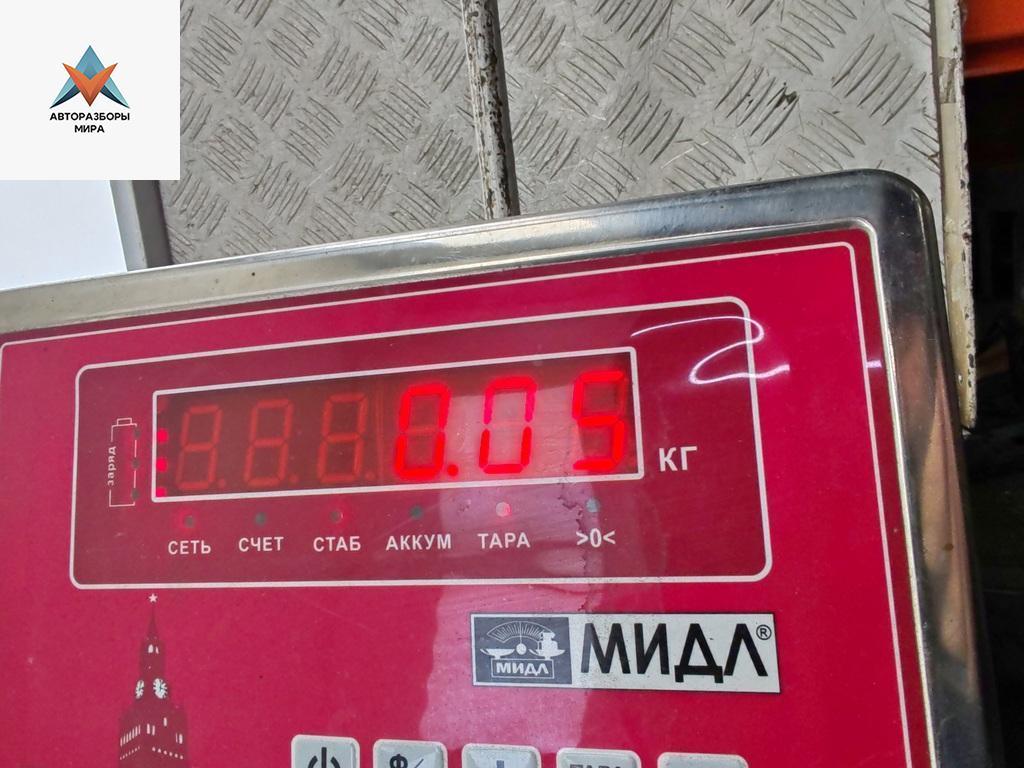 АВТОРАЗБОРЫ
МИРА
заряд
0.05
КГ
СЕТЬ СЧЕТ СТАБ АККУМ ТАРА >0<
МИДЛ МИДЛ®